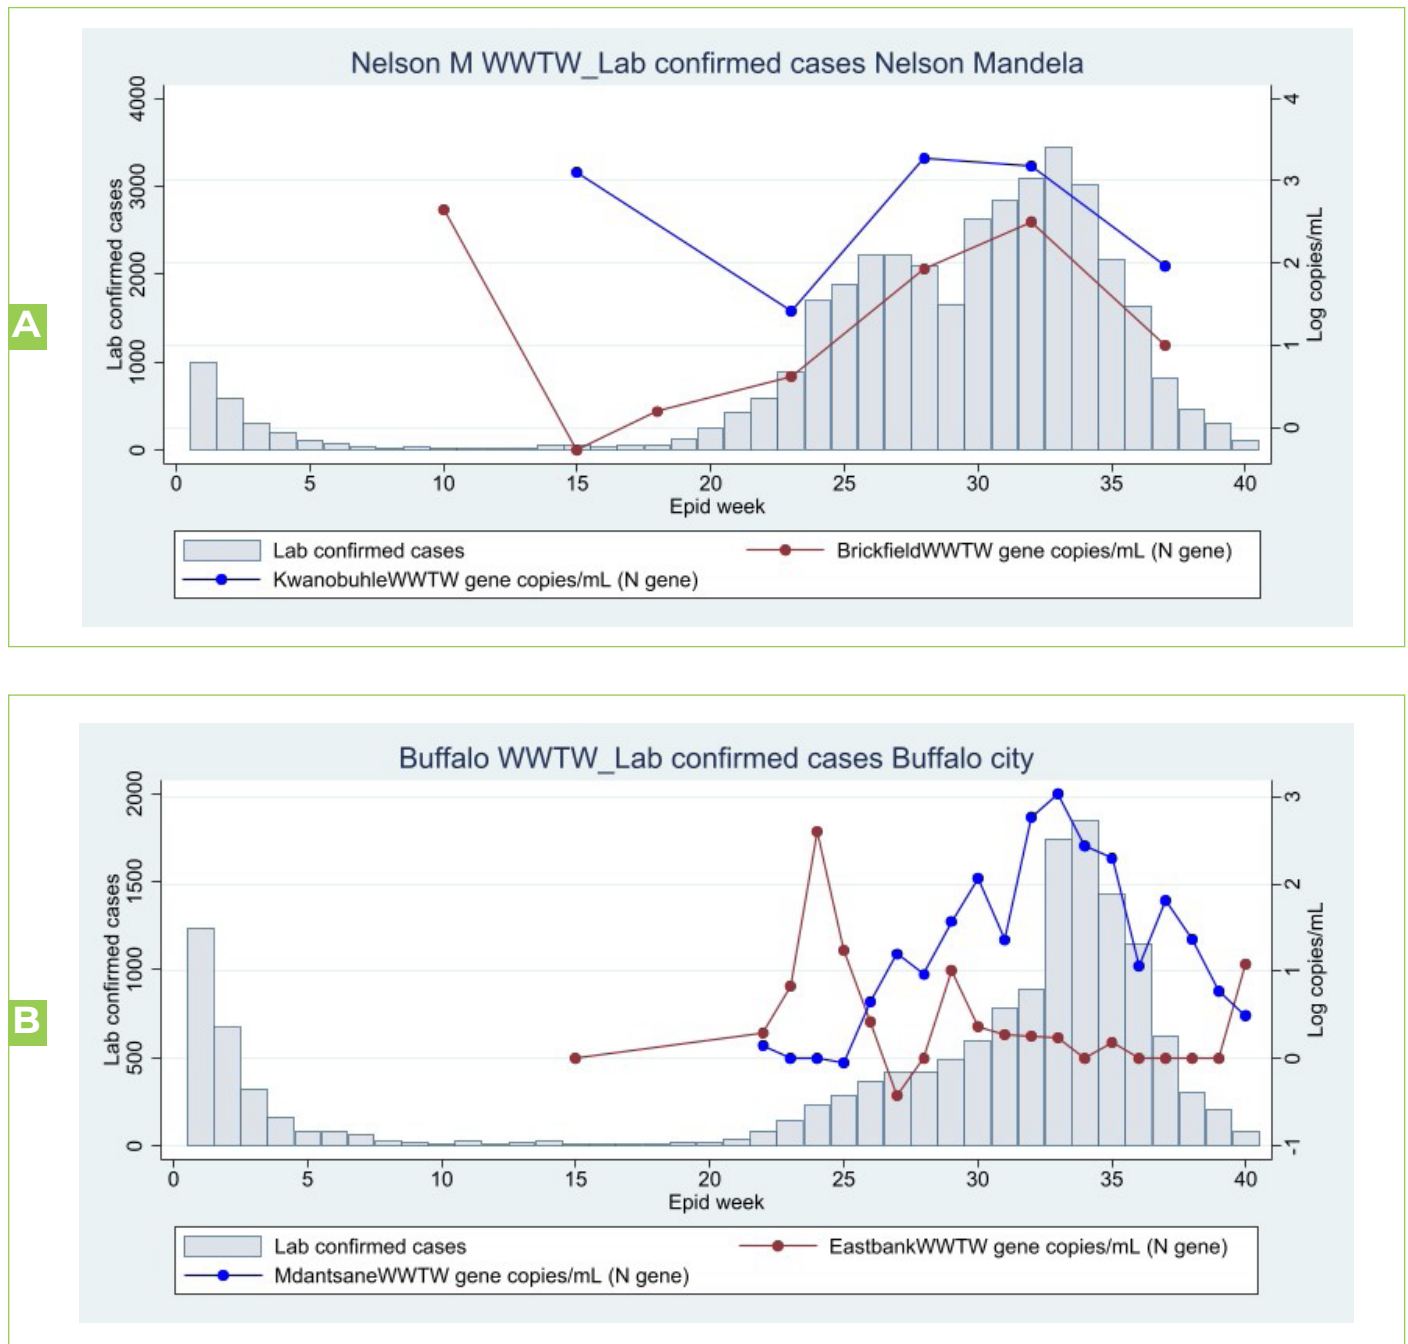 A
Nelson M WWTW_Lab confirmed cases Nelson Mandela
Lab confirmed cases
0 1000 2000 3000 4000
Log copies/mL
0 1 2 3 4
0 5 10 15 20 25 30 35 40
Epid week
Lab confirmed cases
BrickfieldWWTW gene copies/mL (N gene)
KwanobuhleWWTW gene copies/mL (N gene)
B
Buffalo WWTW_Lab confirmed cases Buffalo city
Lab confirmed cases
0 500 1000 1500 2000
Log copies/mL
-1 0 1 2 3
0 5 10 15 20 25 30 35 40
Epid week
Lab confirmed cases
EastbankWWTW gene copies/mL (N gene)
MdantsaneWWTW gene copies/mL (N gene)